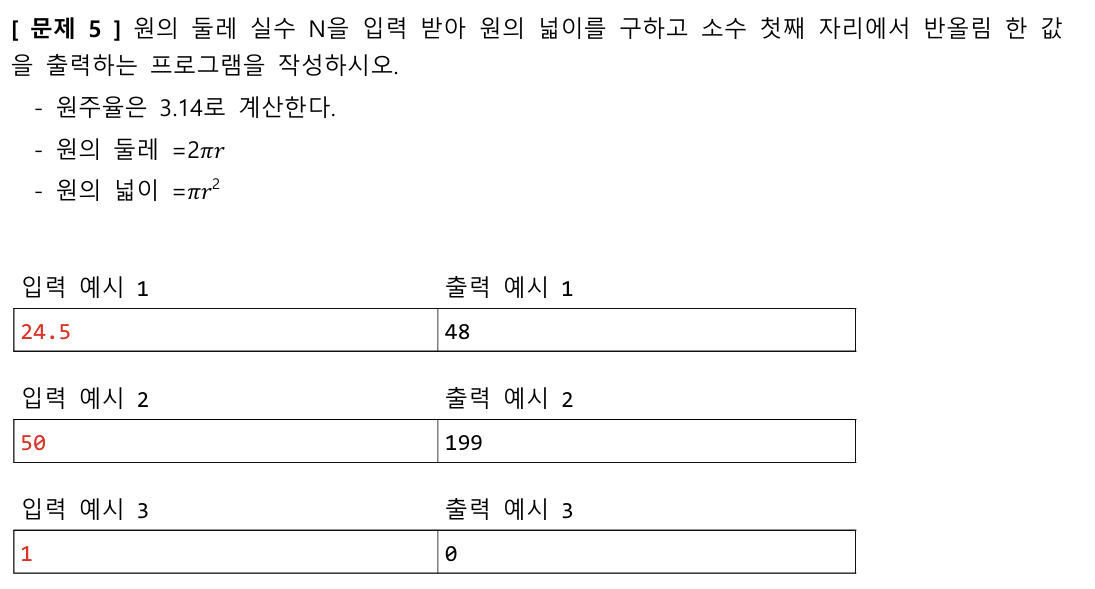 [ 문제 5 ] 원의 둘레 실수 N을 입력 받아 원의 넓이를 구하고 소수 첫째 자리에서 반올림 한 값
을 출력하는 프로그램을 작성하시오.
- 원주율은 3.14로 계산한다.
- 원의 둘레 =2πr
- 원의 넓이 =πr²
입력 예시 1 출력 예시 1
24.5 48
입력 예시 2 출력 예시 2
50 199
입력 예시 3 출력 예시 3
1 0